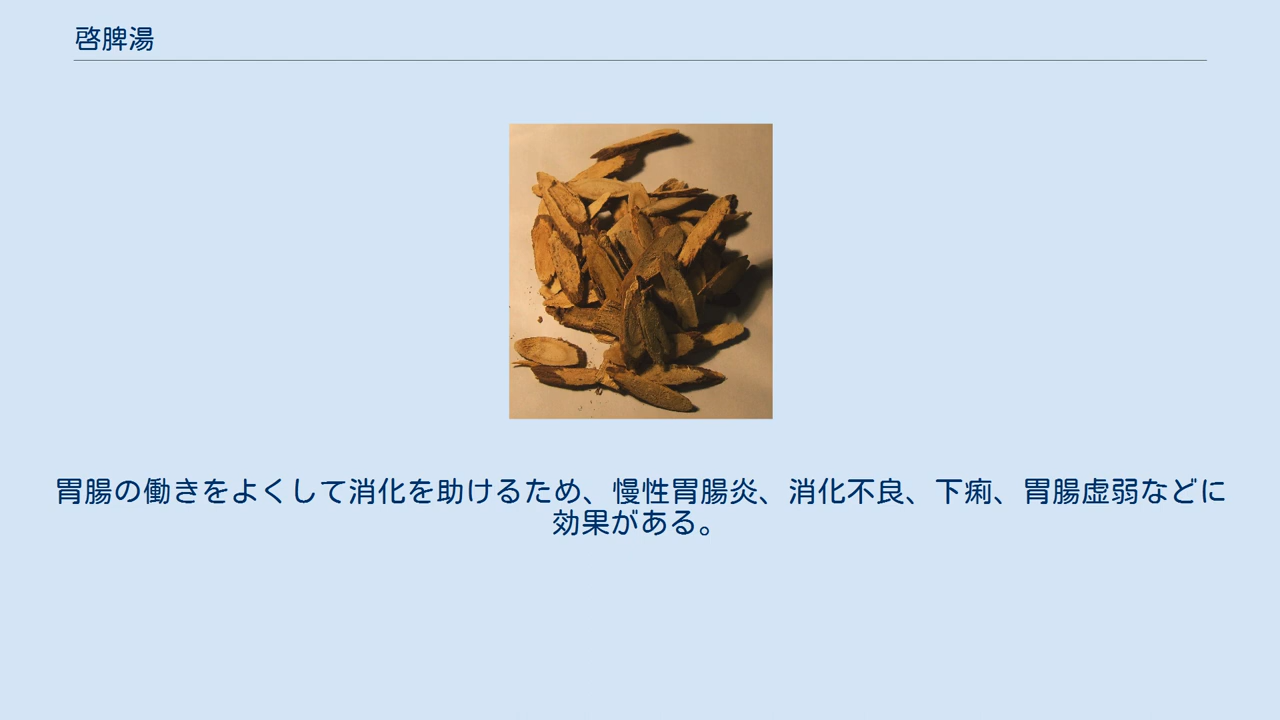 啓脾湯
胃腸の働きをよくして消化を助けるため、慢性胃腸炎、消化不良、下痢、胃腸虚弱などに
効果がある。